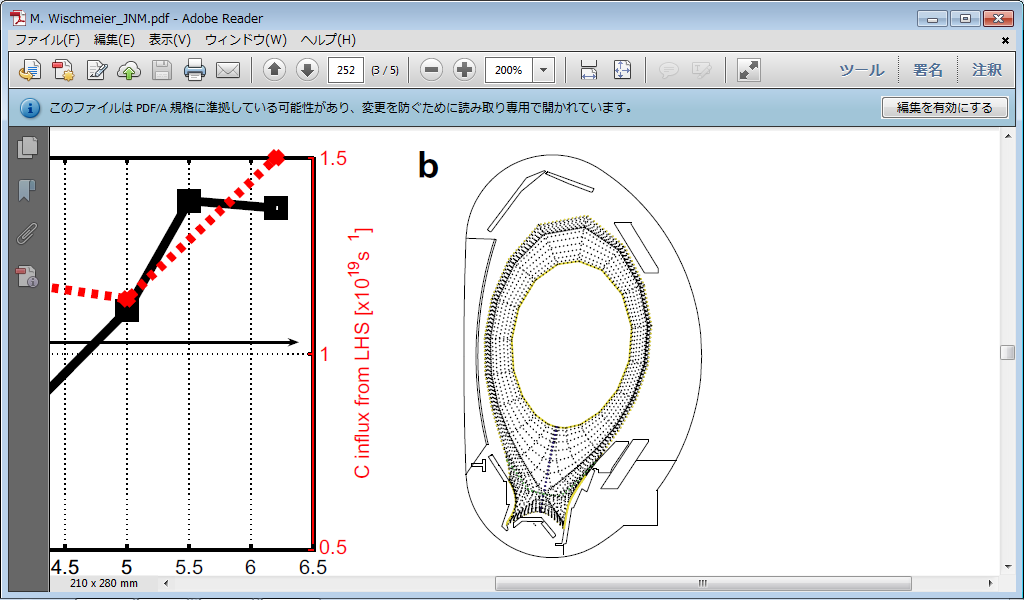 M. Wischmeier_JNM.pdf - Adobe Reader
ファイル(F) 編集(E) 表示(V) ウィンドウ(W) ヘルプ(H)
252 (3 / 5) 200% ツール 署名 注釈
このファイルは PDF/A 規格に準拠している可能性があり、変更を防ぐために読み取り専用で開かれています。 編集を有効にする
b
1.5
1
0.5
C influx from LHS [x10¹⁹s ¹]
4.5 5 5.5 6 6.5
210 x 280 mm